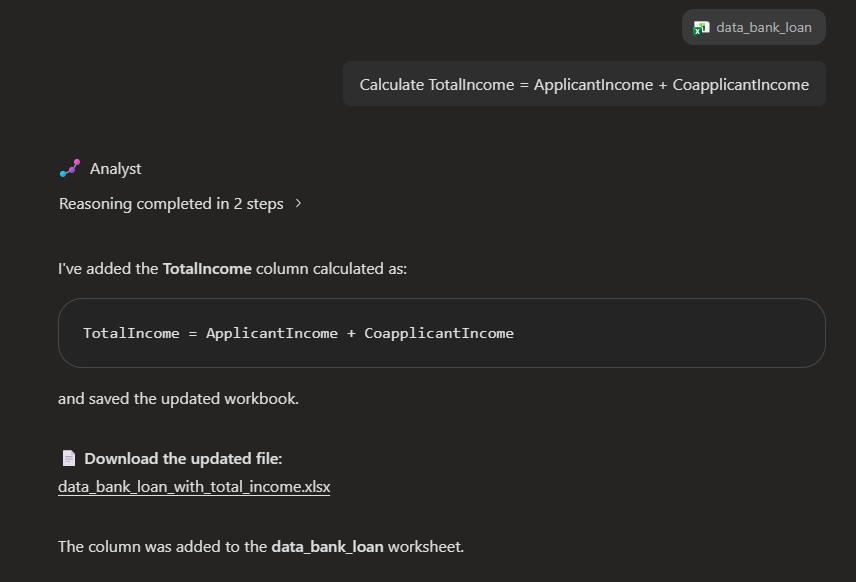 data_bank_loan
Calculate TotalIncome = ApplicantIncome + CoapplicantIncome
Analyst
Reasoning completed in 2 steps >
I've added the TotalIncome column calculated as:
TotalIncome = ApplicantIncome + CoapplicantIncome
and saved the updated workbook.
Download the updated file:
data_bank_loan_with_total_income.xlsx
The column was added to the data_bank_loan worksheet.